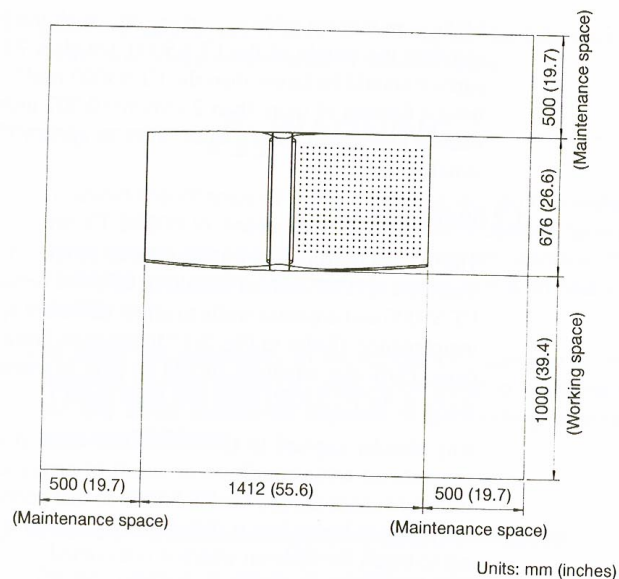 500 (19.7)
(Maintenance space)
676 (26.6)
1000 (39.4)
(Working space)
500 (19.7)
1412 (55.6)
500 (19.7)
(Maintenance space)
(Maintenance space)
Units: mm (inches)